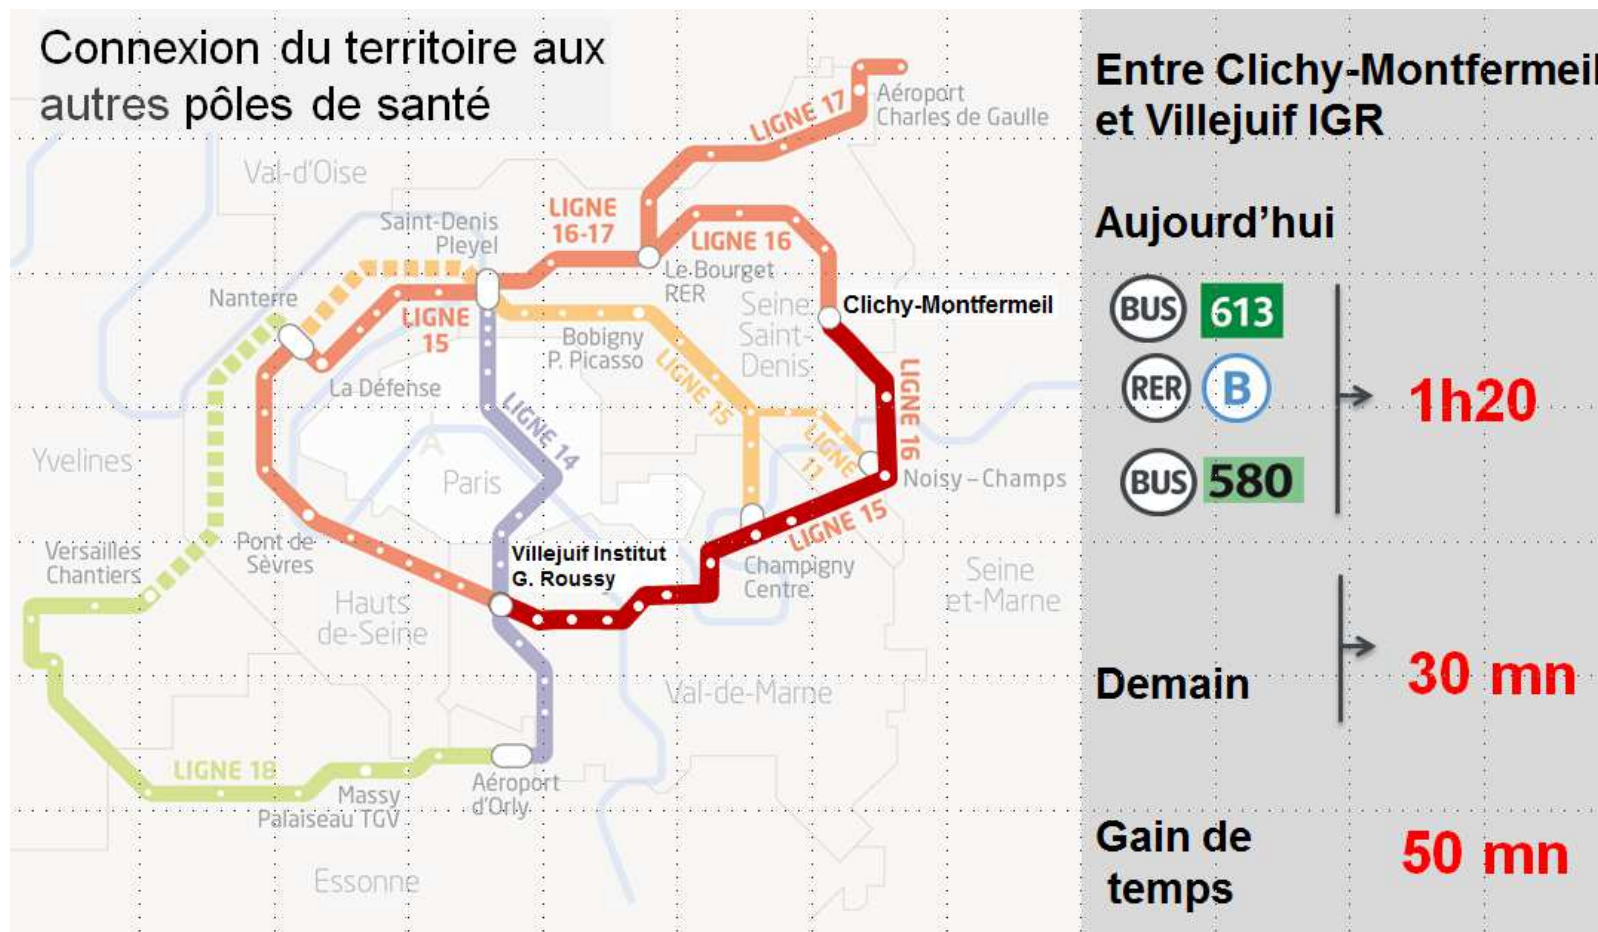 Connexion du territoire aux
autres pôles de santé
Entre Clichy-Montfermeil
et Villejuif IGR
Aujourd'hui
BUS 613
RER B
BUS 580
1h20
Demain
30 mn
Gain de
temps
50 mn
Aéroport
Charles de Gaulle
LIGNE 17
Val-d'Oise
LIGNE
16-17
Saint-Denis
Pleyel
LIGNE 16
Le Bourget
RER
Nanterre
Clichy-Montfermeil
LIGNE
15
Seine
Saint-
Denis
Bobigny
P. Picasso
La Défense
LIGNE 15
LIGNE 16
LIGNE 14
LIGNE
11
Yvelines
Paris
Noisy – Champs
LIGNE 15
Versailles
Chantiers
Pont de
Sèvres
Villejuif Institut
G. Roussy
Champigny
Centre
Seine
et-Marne
Hauts
de-Seine
Val-de-Marne
LIGNE 18
Massy
Palaiseau TGV
Aéroport
d'Orly
Essonne